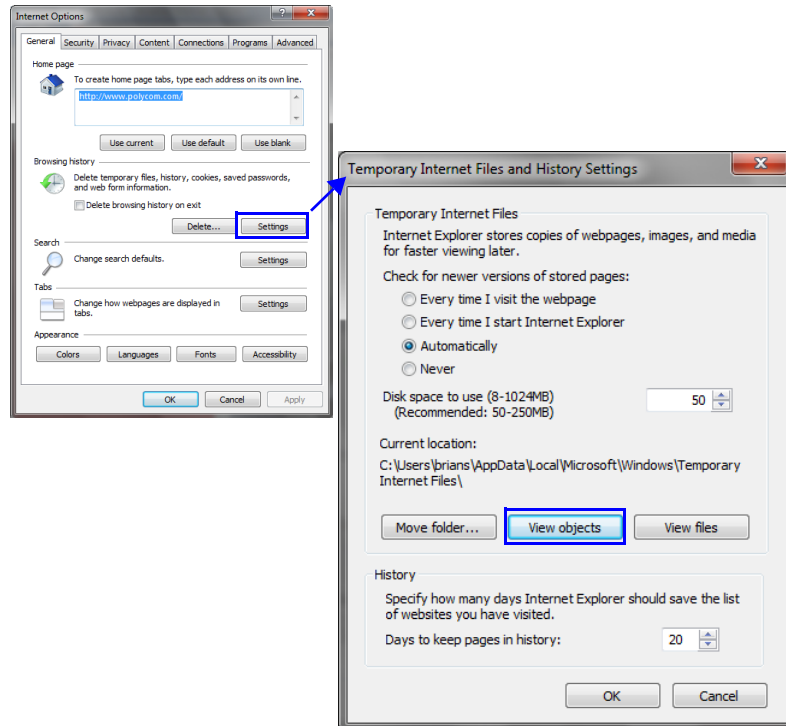 Internet Options
General Security Privacy Content Connections Programs Advanced
Home page
To create home page tabs, type each address on its own line.
http://www.polycom.com/
Use current Use default Use blank
Browsing history
Delete temporary files, history, cookies, saved passwords,
and web form information.
Delete browsing history on exit
Delete... Settings
Search
Change search defaults. Settings
Tabs
Change how webpages are displayed in
tabs.
Settings
Appearance
Colors Languages Fonts Accessibility
OK Cancel Apply
Temporary Internet Files and History Settings
Temporary Internet Files
Internet Explorer stores copies of webpages, images, and media
for faster viewing later.
Check for newer versions of stored pages:
Every time I visit the webpage
Every time I start Internet Explorer
Automatically
Never
Disk space to use (8-1024MB) 50
(Recommended: 50-250MB)
Current location:
C:\Users\brians\AppData\Local\Microsoft\Windows\Temporary
Internet Files\
Move folder... View objects View files
History
Specify how many days Internet Explorer should save the list
of websites you have visited.
Days to keep pages in history: 20
OK Cancel